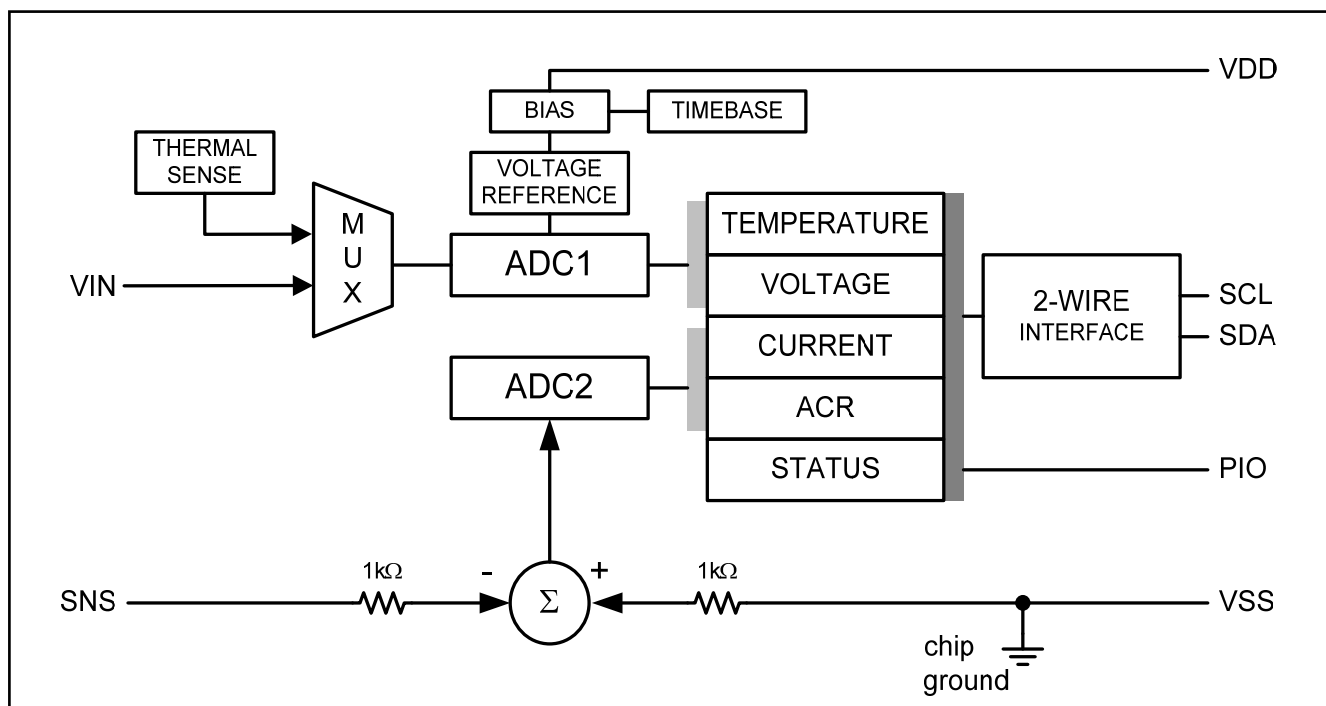 VDD
BIAS
TIMEBASE
THERMAL
SENSE
VOLTAGE
REFERENCE
M
U
X
ADC1
TEMPERATURE
VOLTAGE
VIN
2-WIRE
INTERFACE
SCL
SDA
CURRENT
ADC2
ACR
STATUS
PIO
1kΩ
-
+
1kΩ
SNS
Σ
VSS
chip
ground